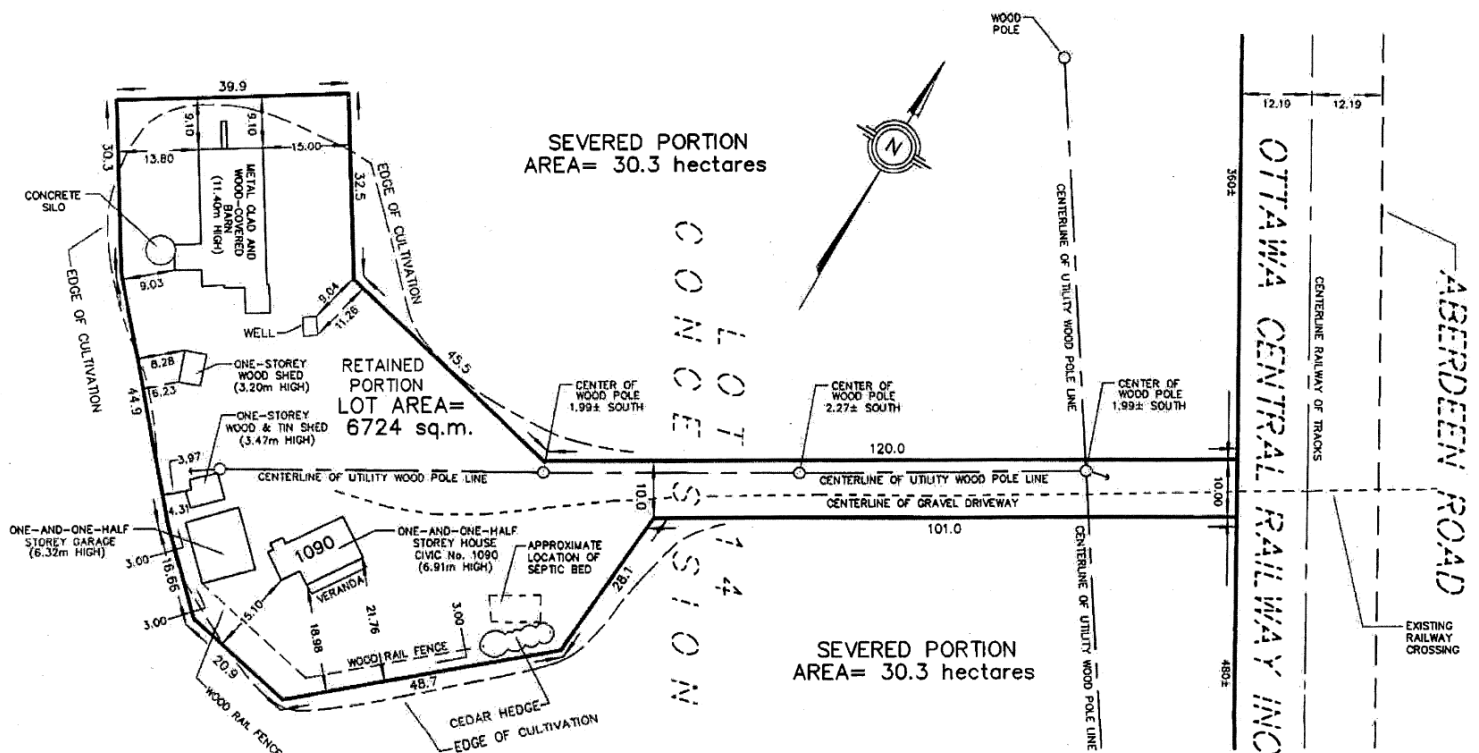 WOOD
POLE
39.9
30.3
9.10
9.10
13.80
15.00
32.5
METAL CLAD AND
WOOD-COVERED
BARN
(11.40m HIGH)
CONCRETE
SILO
EDGE OF CULTIVATION
9.03
EDGE OF CULTIVATION
SEVERED PORTION
AREA= 30.3 hectares
N
12.19
12.19
360±
CENTERLINE OF UTILITY WOOD POLE LINE
OTTAWA CENTRAL RAILWAY INC
CENTERLINE RAILWAY OF TRACKS
ABERDEEN ROAD
LOT 14
CONCESSION
WELL
9.04
11.26
8.28
6.23
44.9
ONE-STOREY
WOOD SHED
(3.20m HIGH)
RETAINED
PORTION
LOT AREA=
6724 sq.m.
45.5
ONE-STOREY
WOOD & TIN SHED
(3.47m HIGH)
CENTER OF
WOOD POLE
1.99± SOUTH
CENTER OF
WOOD POLE
2.27± SOUTH
CENTER OF
WOOD POLE
1.99± SOUTH
120.0
3.97
CENTERLINE OF UTILITY WOOD POLE LINE
CENTERLINE OF UTILITY WOOD POLE LINE
4.31
10.0
10.00
CENTERLINE OF GRAVEL DRIVEWAY
101.0
ONE-AND-ONE-HALF
STOREY GARAGE
(6.32m HIGH)
3.00
16.66
3.00
1090
ONE-AND-ONE-HALF
STOREY HOUSE
CIVIC No. 1090
(6.91m HIGH)
VERANDA
APPROXIMATE
LOCATION OF
SEPTIC BED
28.1
15.10
18.98
21.76
3.00
WOOD RAIL FENCE
20.9
48.7
WOOD RAIL FENCE
CEDAR HEDGE
EDGE OF CULTIVATION
SEVERED PORTION
AREA= 30.3 hectares
CENTERLINE OF UTILITY WOOD POLE LINE
480±
EXISTING
RAILWAY
CROSSING